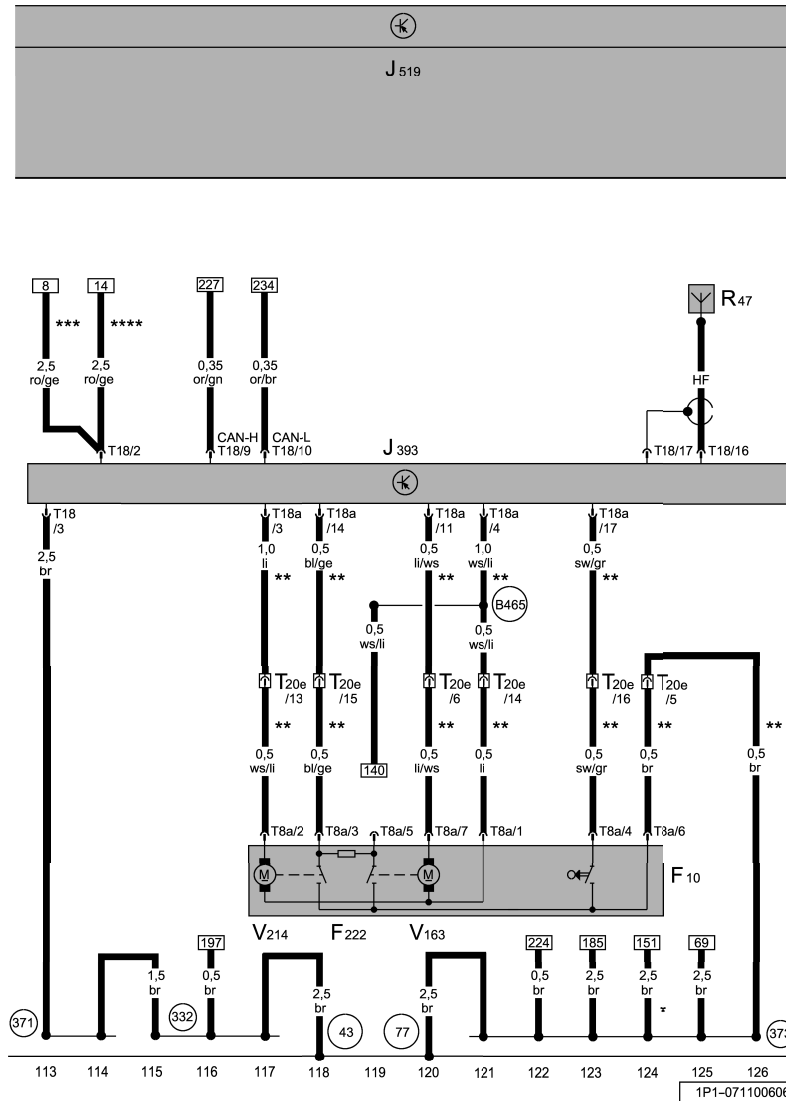 J 519
8 14 227 234
R 47
*** ****
2,5 2,5 0,35 0,35
ro/ge ro/ge or/gn or/br
HF
CAN-H CAN-L
T18/2 T18/9 T18/10 J 393 T18/17 T18/16
T18 T18a T18a T18a T18a T18a
/3 /3 /14 /11 /4 /17
2,5 1,0 0,5 0,5 1,0 0,5
br li bl/ge li/ws ws/li sw/gr
** ** ** ** **
B465
0,5 0,5
ws/li ws/li
T20e T20e T20e T20e T20e T20e
/13 /15 /6 /14 /16 /5
** ** ** ** ** ** **
0,5 0,5 0,5 0,5 0,5 0,5 0,5
ws/li bl/ge li/ws li sw/gr br br
140
T8a/2 T8a/3 T8a/5 T8a/7 T8a/1 T8a/4 T8a/6
M M
F 10
V214 F222 V163
197 224 185 151 69
1,5 0,5 0,5 2,5 2,5 2,5
br br br br br br
2,5 2,5
br br
371 332 43 77
113 114 115 116 117 118 119 120 121 122 123 124 125 126